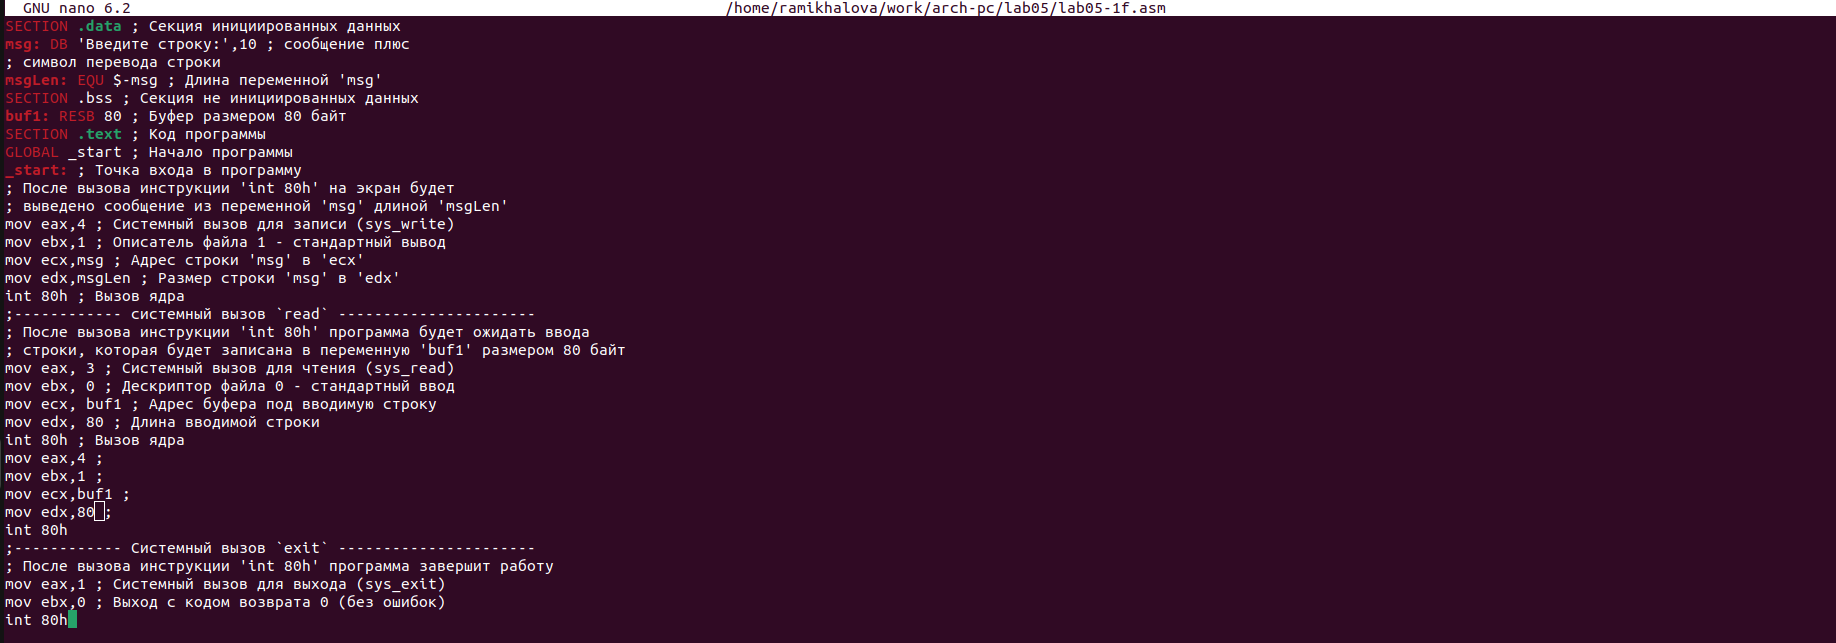 GNU nano 6.2 /home/ramikhalova/work/arch-pc/lab05/lab05-1f.asm
SECTION .data ; Секция инициированных данных
msg: DB 'Введите строку:',10 ; сообщение плюс
; символ перевода строки
msgLen: EQU $-msg ; Длина переменной 'msg'
SECTION .bss ; Секция не инициированных данных
buf1: RESB 80 ; Буфер размером 80 байт
SECTION .text ; Код программы
GLOBAL _start ; Начало программы
_start: ; Точка входа в программу
; После вызова инструкции 'int 80h' на экран будет
; выведено сообщение из переменной 'msg' длиной 'msgLen'
mov eax,4 ; Системный вызов для записи (sys_write)
mov ebx,1 ; Описатель файла 1 - стандартный вывод
mov ecx,msg ; Адрес строки 'msg' в 'ecx'
mov edx,msgLen ; Размер строки 'msg' в 'edx'
int 80h ; Вызов ядра
;------------ системный вызов `read` ----------------------
; После вызова инструкции 'int 80h' программа будет ожидать ввода
; строки, которая будет записана в переменную 'buf1' размером 80 байт
mov eax, 3 ; Системный вызов для чтения (sys_read)
mov ebx, 0 ; Дескриптор файла 0 - стандартный ввод
mov ecx, buf1 ; Адрес буфера под вводимую строку
mov edx, 80 ; Длина вводимой строки
int 80h ; Вызов ядра
mov eax,4 ;
mov ebx,1 ;
mov ecx,buf1 ;
mov edx,80 ;
int 80h
;------------ Системный вызов `exit` ----------------------
; После вызова инструкции 'int 80h' программа завершит работу
mov eax,1 ; Системный вызов для выхода (sys_exit)
mov ebx,0 ; Выход с кодом возврата 0 (без ошибок)
int 80h